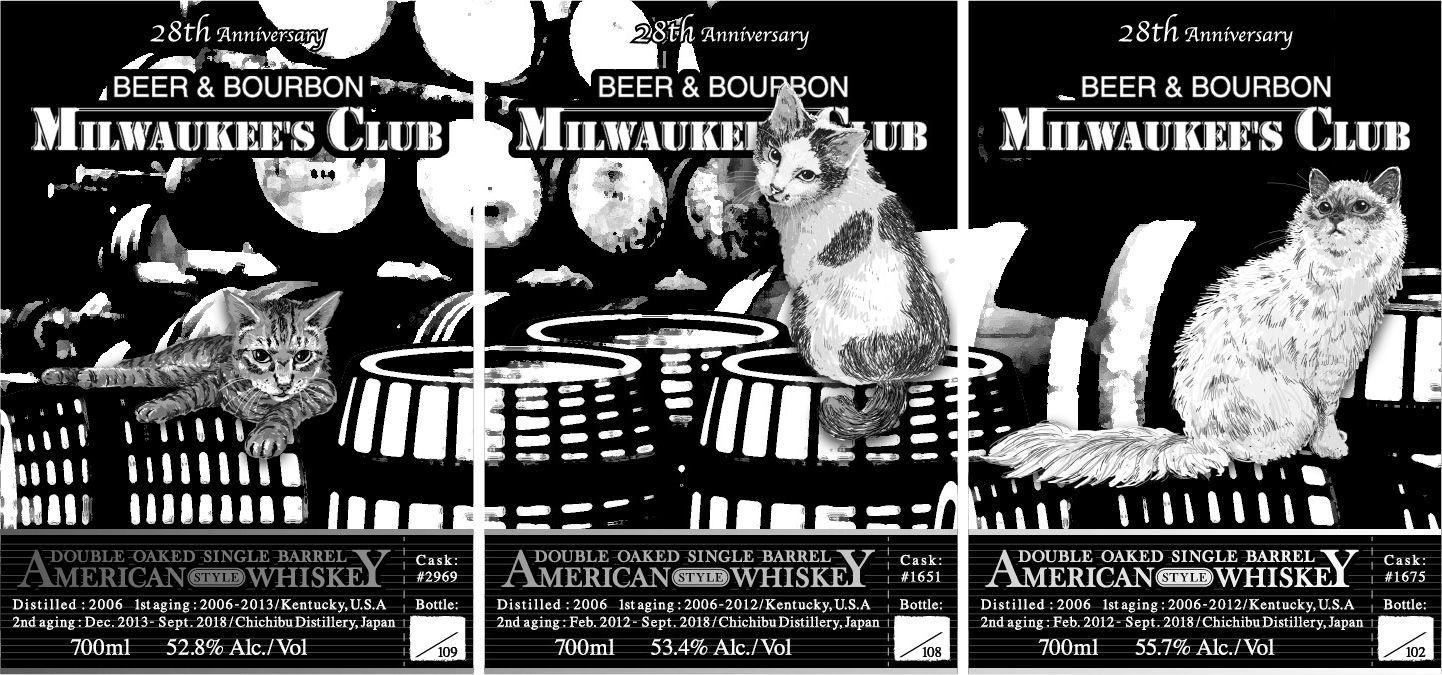 28th Anniversary
BEER & BOURBON
MILWAUKEE'S CLUB
DOUBLE OAKED SINGLE BARREL
AMERICAN STYLE WHISKEY
Distilled : 2006 1st aging : 2006-2013/Kentucky, U.S.A
2nd aging : Dec. 2013- Sept. 2018/Chichibu Distillery, Japan
700ml 52.8% Alc./Vol
Cask:
#2969
Bottle:
/109
28th Anniversary
BEER & BOURBON
MILWAUKEE CLUB
DOUBLE OAKED SINGLE BARREL
AMERICAN STYLE WHISKEY
Distilled : 2006 1st aging : 2006-2012/Kentucky, U.S.A
2nd aging : Feb. 2012- Sept. 2018/Chichibu Distillery, Japan
700ml 53.4% Alc./Vol
Cask:
#1651
Bottle:
/108
28th Anniversary
BEER & BOURBON
MILWAUKEE'S CLUB
DOUBLE OAKED SINGLE BARREL
AMERICAN STYLE WHISKEY
Distilled : 2006 1st aging : 2006-2012/Kentucky, U.S.A
2nd aging : Feb. 2012- Sept. 2018/Chichibu Distillery, Japan
700ml 55.7% Alc./Vol
Cask:
#1675
Bottle:
/102